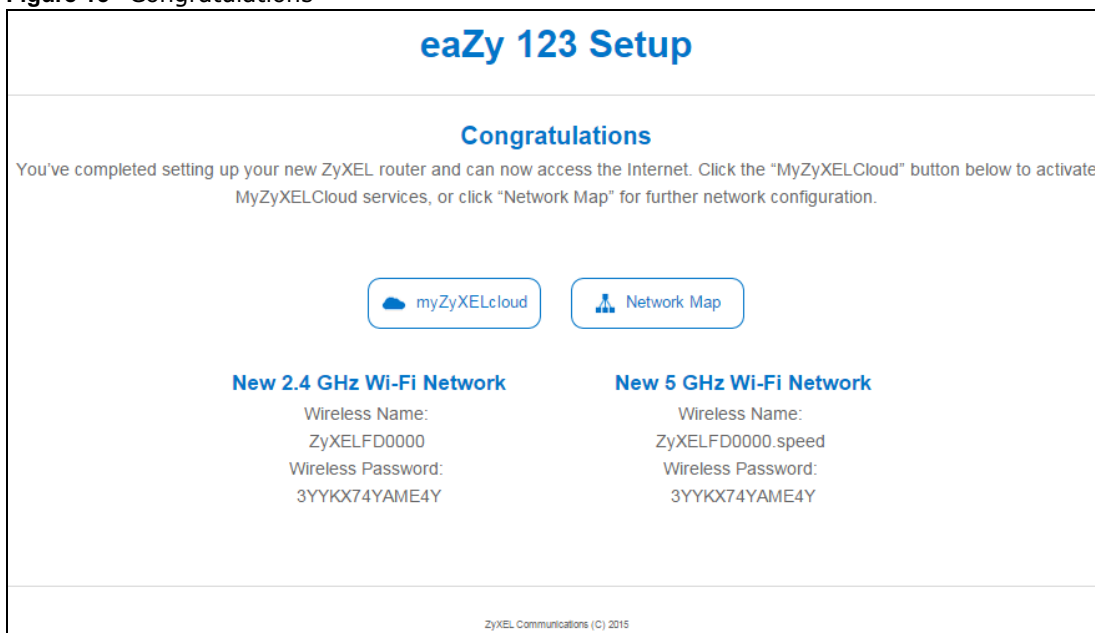 eaZy 123 Setup
Congratulations
You've completed setting up your new ZyXEL router and can now access the Internet. Click the “MyZyXELCloud” button below to activate
MyZyXELCloud services, or click “Network Map” for further network configuration.
myZyXELcloud
Network Map
New 2.4 GHz Wi-Fi Network
New 5 GHz Wi-Fi Network
Wireless Name:
Wireless Name:
ZyXELFD0000
ZyXELFD0000.speed
Wireless Password:
Wireless Password:
3YYKX74YAME4Y
3YYKX74YAME4Y
ZyXEL Communications (C) 2015